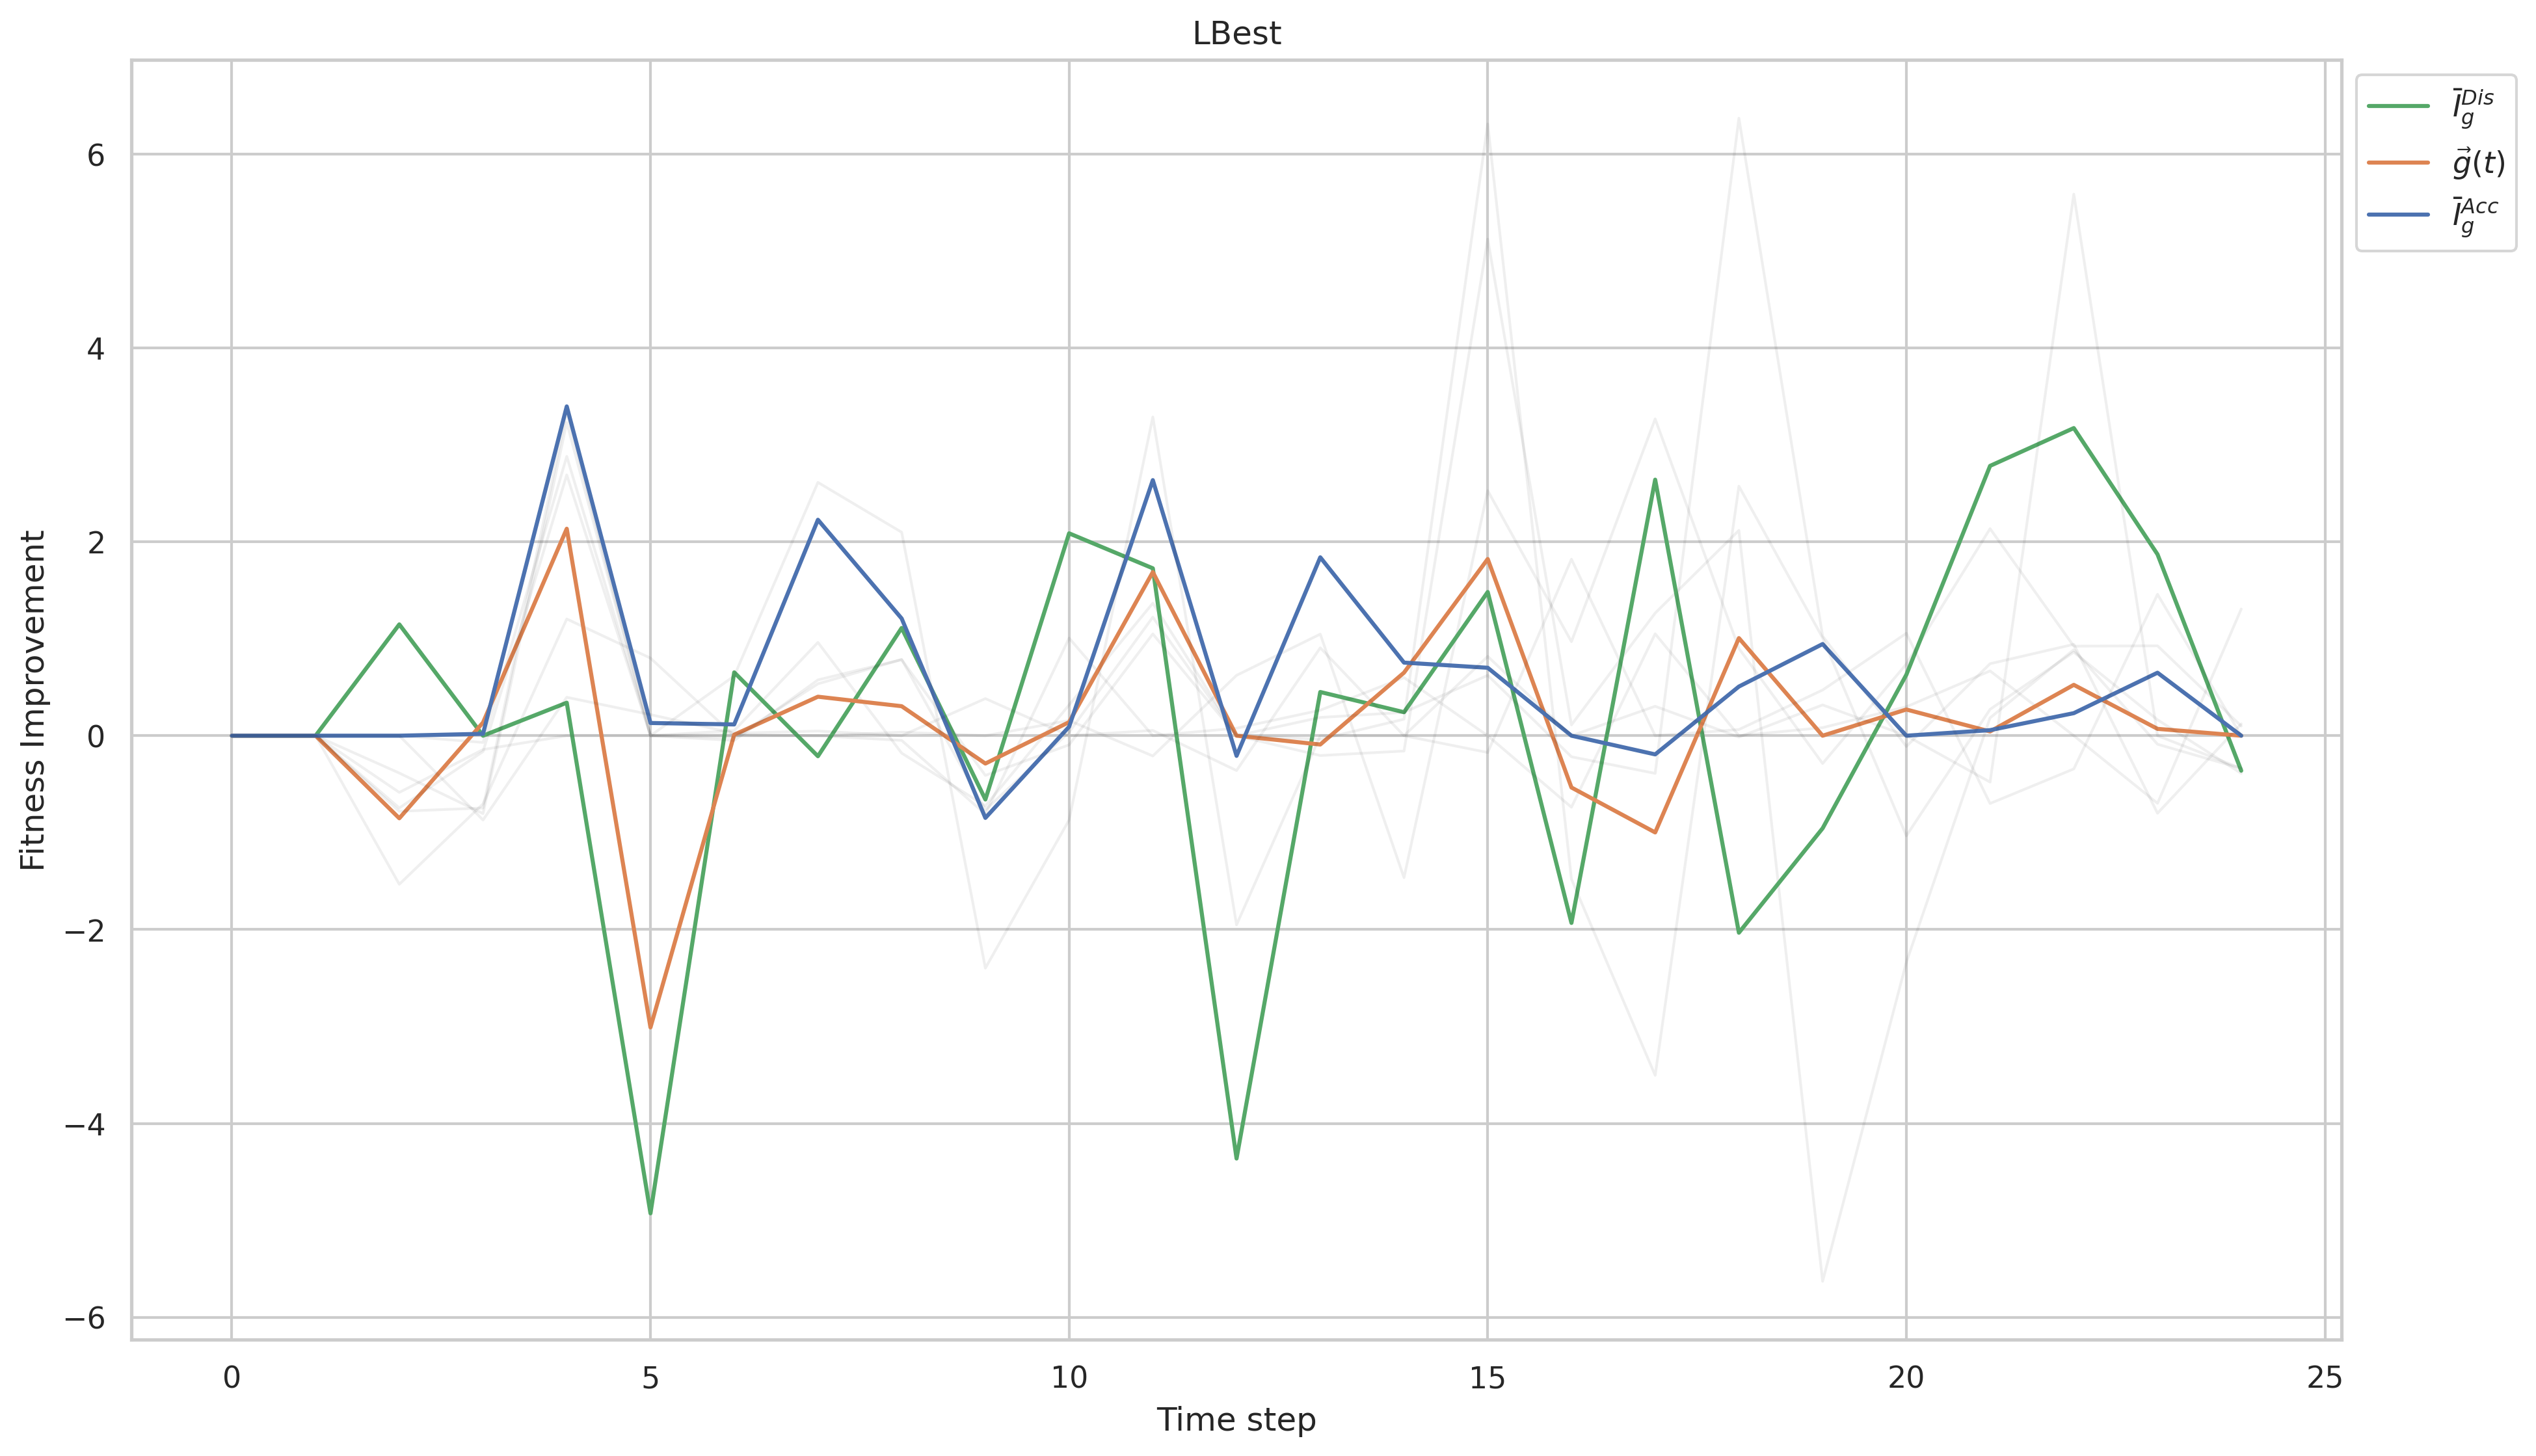 LBest
Fitness Improvement
6
4
2
0
−2
−4
−6
0 5 10 15 20 25
Time step
Ī_g^{Dis}
g⃗(t)
Ī_g^{Acc}